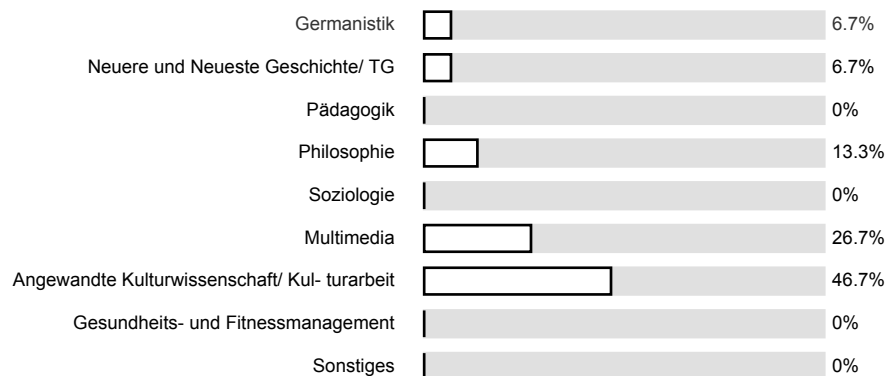 Germanistik 6.7%
Neuere und Neueste Geschichte/ TG 6.7%
Pädagogik 0%
Philosophie 13.3%
Soziologie 0%
Multimedia 26.7%
Angewandte Kulturwissenschaft/ Kul- turarbeit 46.7%
Gesundheits- und Fitnessmanagement 0%
Sonstiges 0%